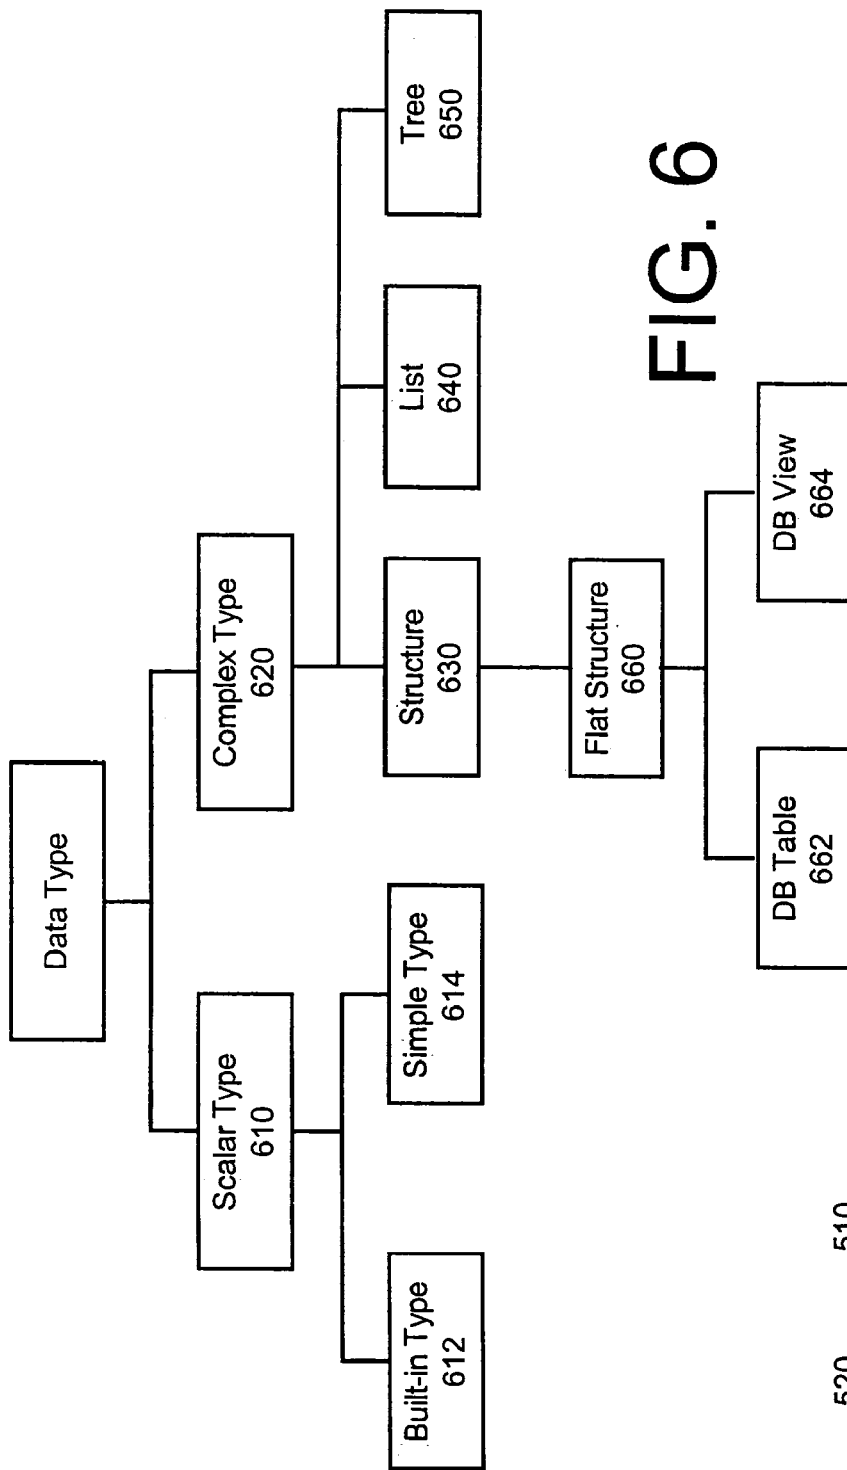 Data Type
Scalar Type
610
Complex Type
620
Built-in Type
612
Simple Type
614
Structure
630
List
640
Tree
650
Flat Structure
660
DB Table
662
DB View
664
FIG. 6
520
510